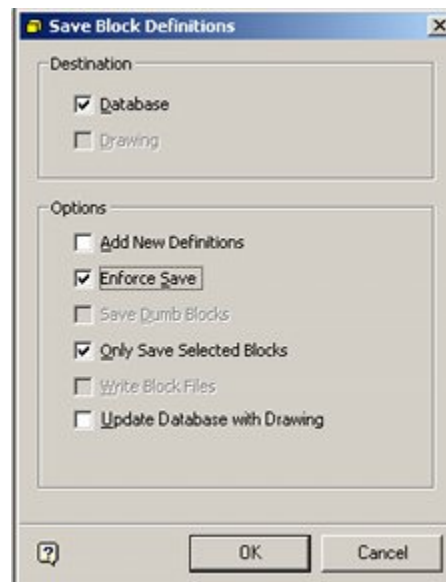 Save Block Definitions
Destination
Database
Drawing
Options
Add New Definitions
Enforce Save
Save Dumb Blocks
Only Save Selected Blocks
Write Block Files
Update Database with Drawing
OK Cancel